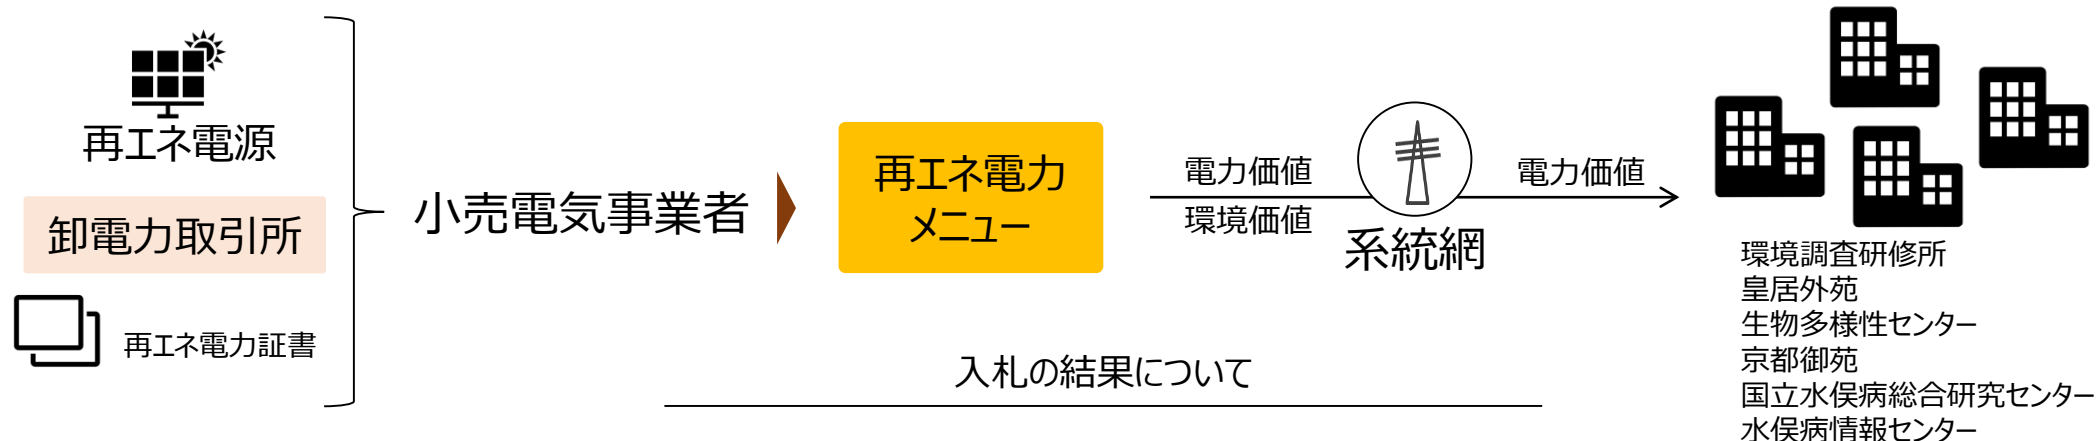 再エネ電源
卸電力取引所
再エネ電力証書
小売電気事業者
再エネ電力
メニュー
電力価値
環境価値
系統網
電力価値
環境調査研修所
皇居外苑
生物多様性センター
京都御苑
国立水俣病総合研究センター
水俣病情報センター
入札の結果について